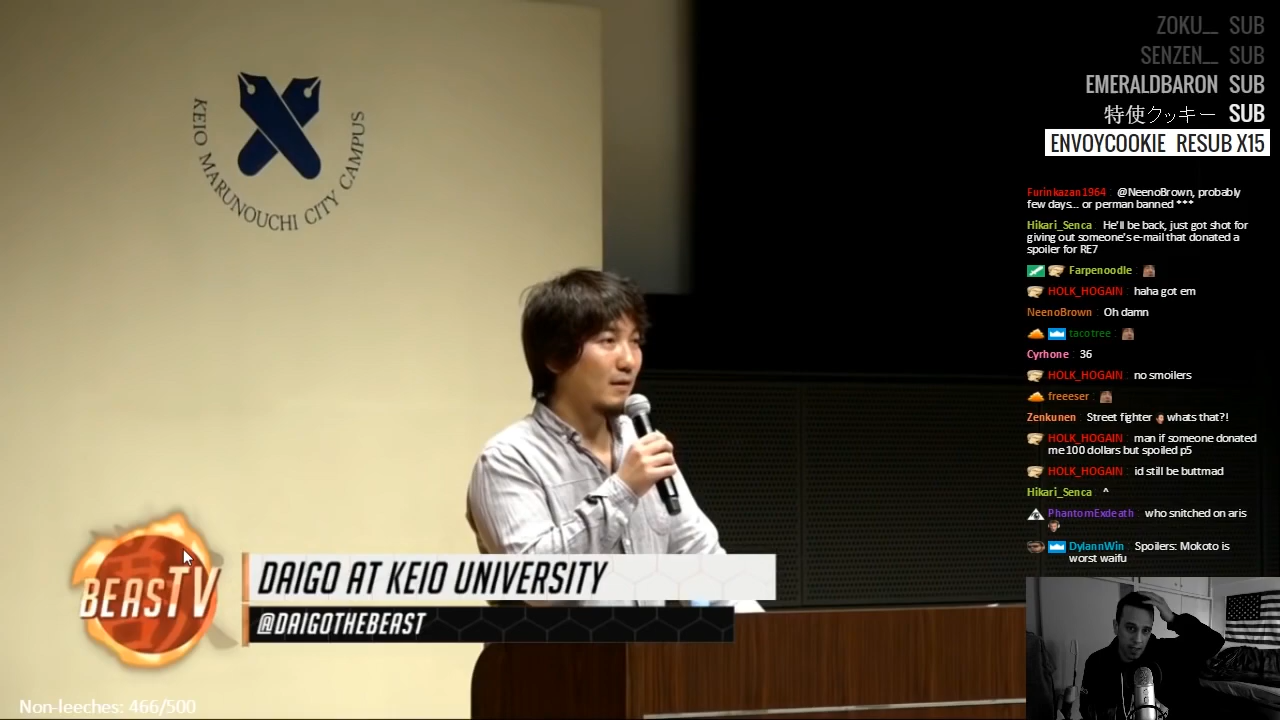 KEIO MARUNOUCHI CITY CAMPUS
BEASTV
DAIGO AT KEIO UNIVERSITY
@DAIGOTHEBEAST
Non-leeches: 466/500
ZOKU__ SUB
SENZEN__ SUB
EMERALDBARON SUB
特使クッキー SUB
ENVOYCOOKIE RESUB X15
Furinkazan1964 : @NeenoBrown, probably
few days... or perman banned ***
Hikari_Senca : He'll be back, just got shot for
giving out someone's e-mail that donated a
spoiler for RE7
Farpenoodle :
HOLK_HOGAIN : haha got em
NeenoBrown : Oh damn
tacotree :
Cyrhone : 36
HOLK_HOGAIN : no smoilers
freeeser :
Zenkunen : Street fighter whats that?!
HOLK_HOGAIN : man if someone donated
me 100 dollars but spoiled p5
HOLK_HOGAIN : id still be buttmad
Hikari_Senca : ^
PhantomExdeath : who snitched on aris
DylannWin : Spoilers: Mokoto is
worst waifu